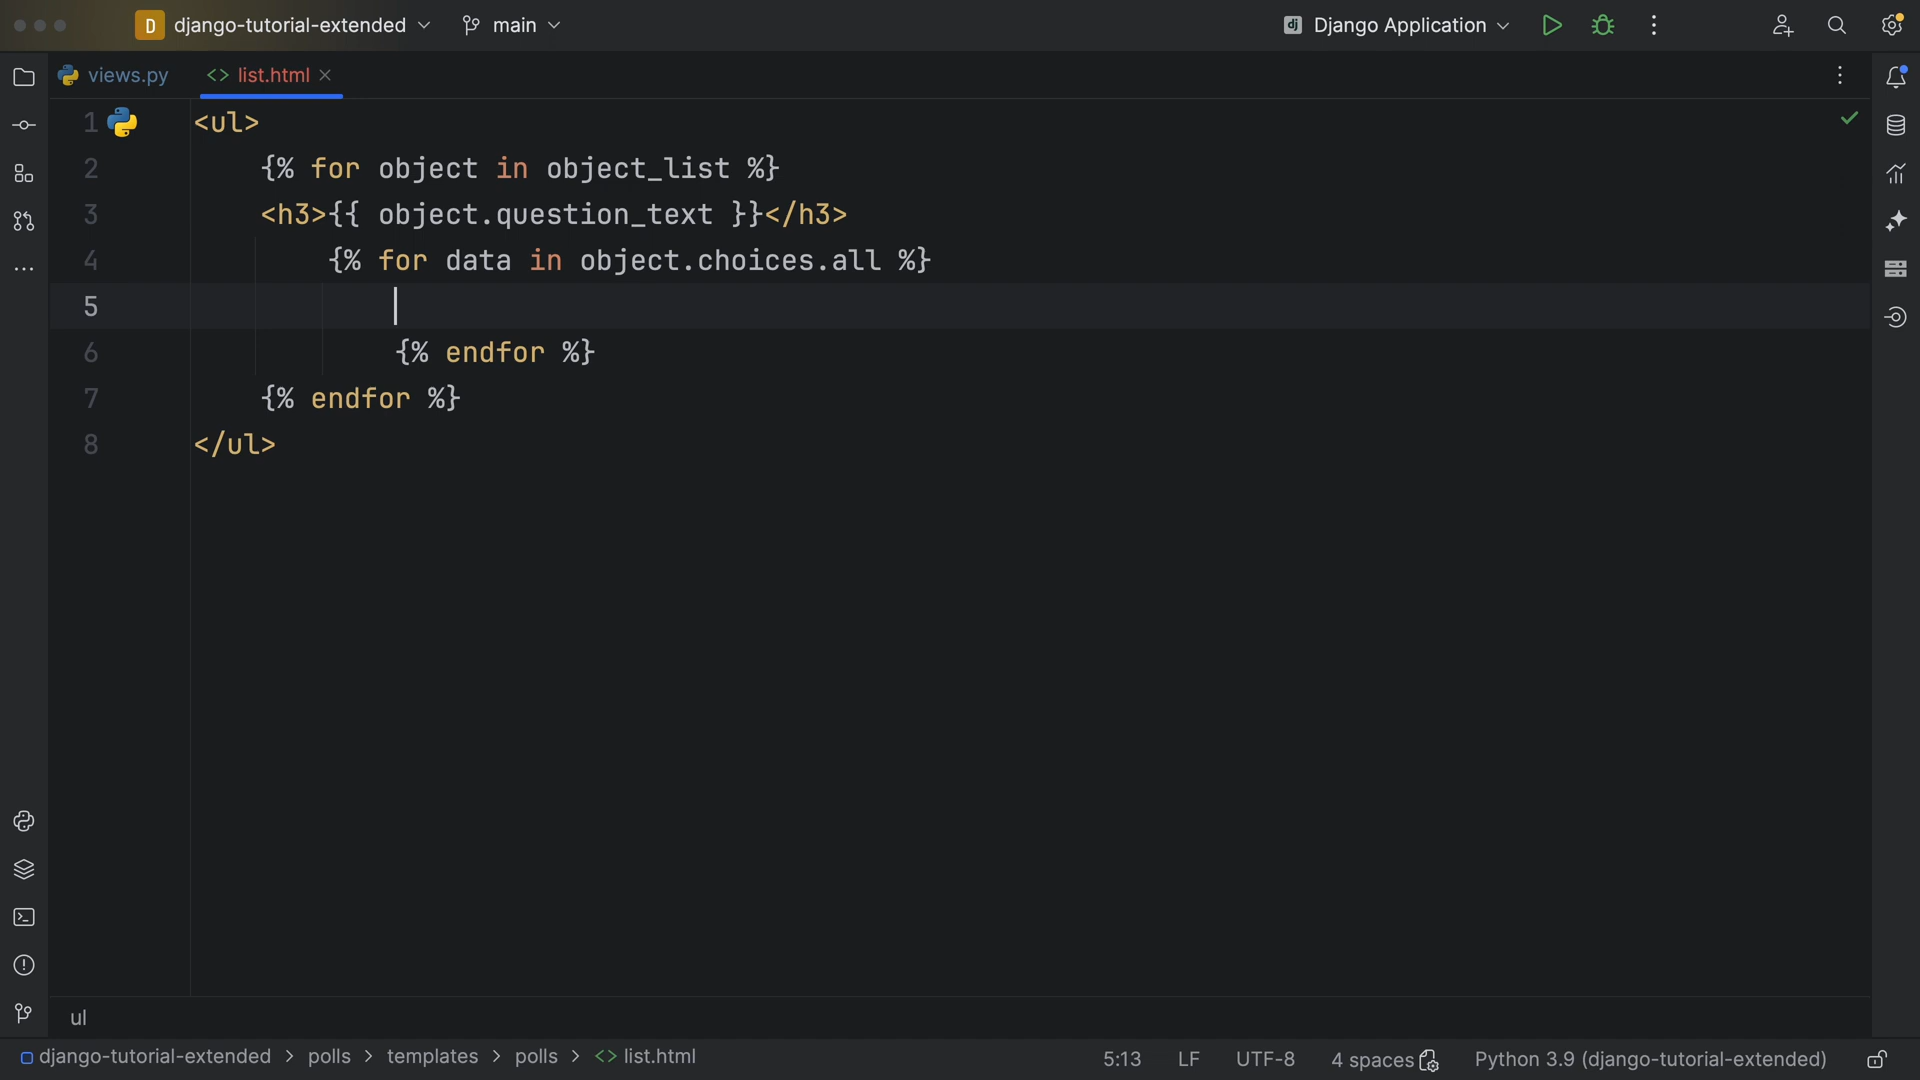 D django-tutorial-extended main dj Django Application
views.py <> list.html
1 <ul>
2 {% for object in object_list %}
3 <h3>{{ object.question_text }}</h3>
4 {% for data in object.choices.all %}
5
6 {% endfor %}
7 {% endfor %}
8 </ul>
ul
django-tutorial-extended > polls > templates > polls > <> list.html 5:13 LF UTF-8 4 spaces Python 3.9 (django-tutorial-extended)